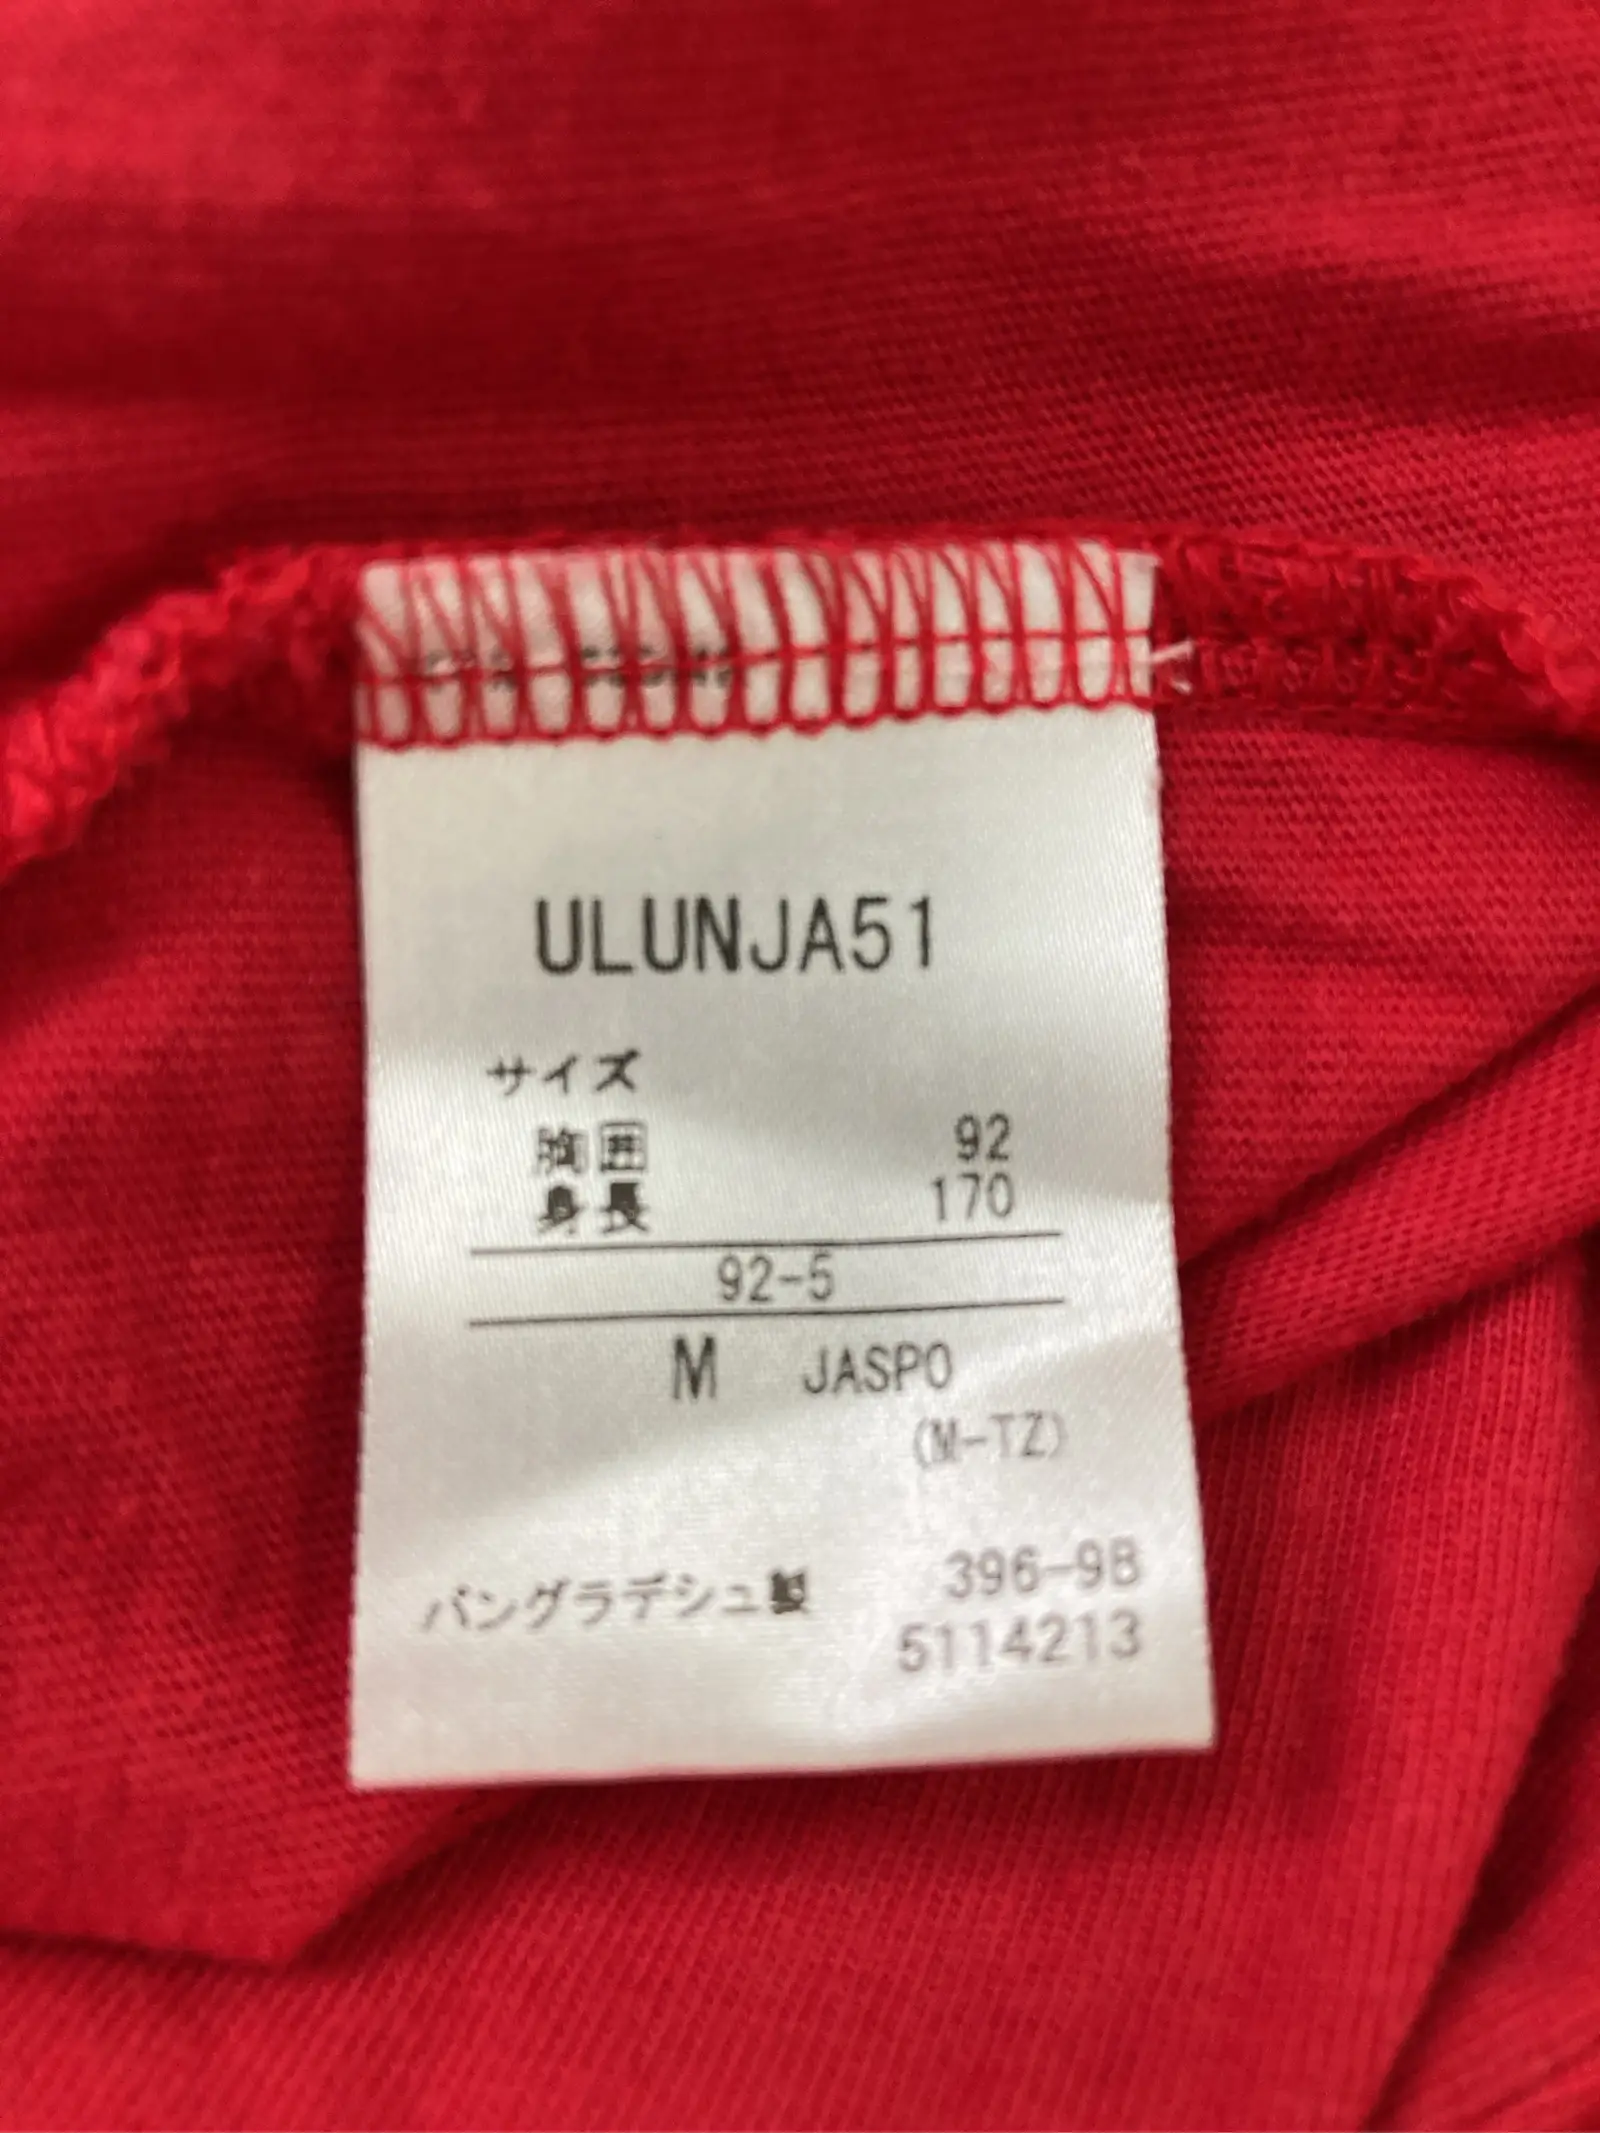 ULUNJA51
サイズ
胸囲 92
身長 170
92-5
M JASPO
(M-TZ)
396-9B
バングラデシュ製
5114213